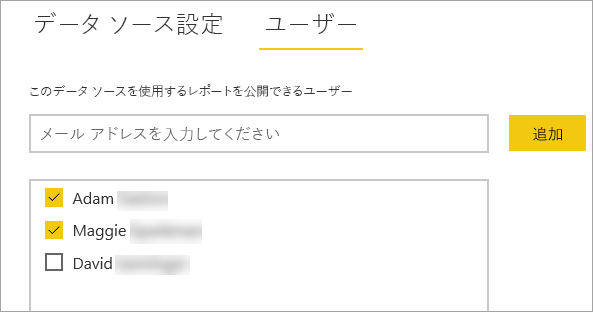 データ ソース設定 ユーザー
このデータ ソースを使用するレポートを公開できるユーザー
メール アドレスを入力してください 追加
Adam
Maggie
David